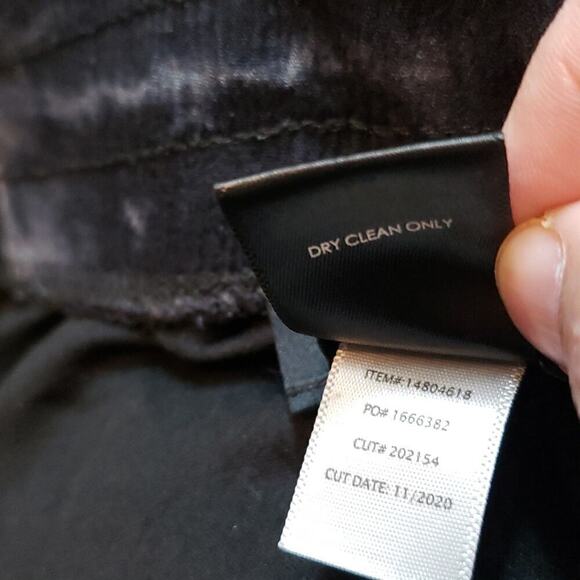 DRY CLEAN ONLY
ITEM#:14804618
PO# 1666382
CUT# 202154
CUT DATE: 11/2020